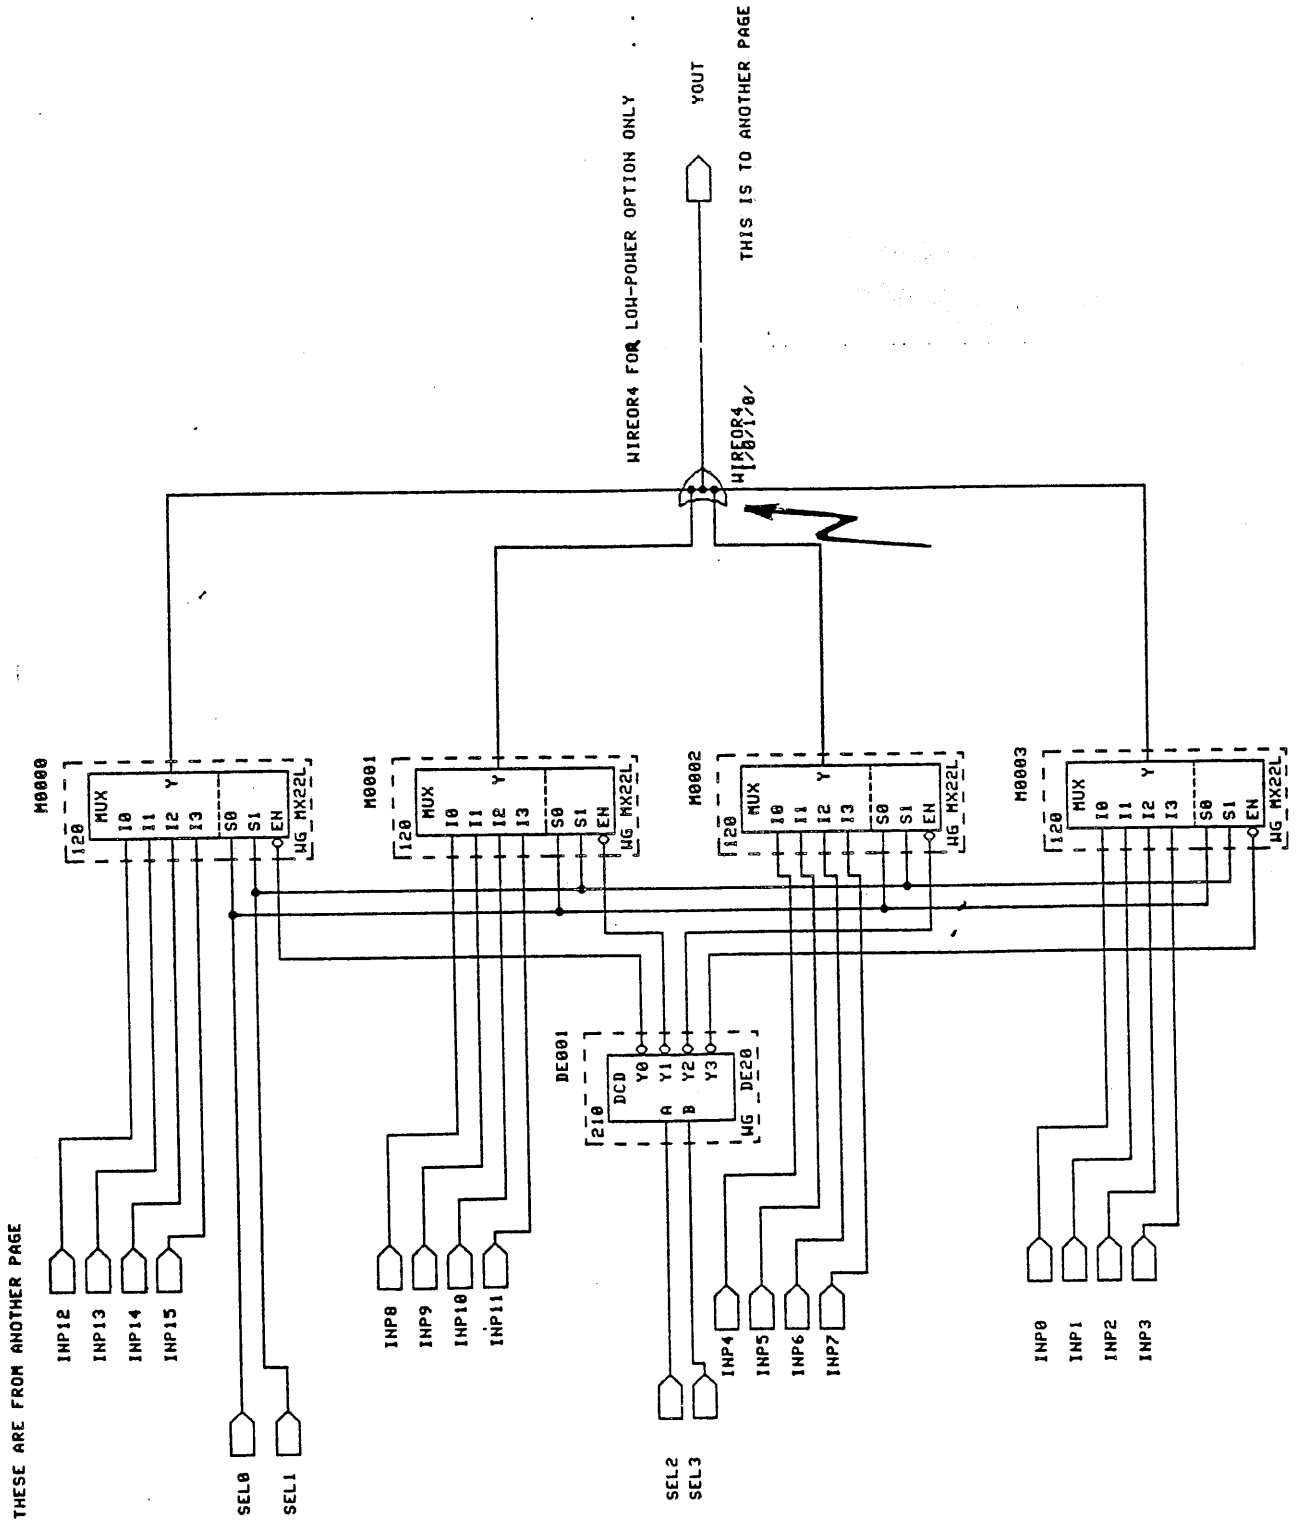 THESE ARE FROM ANOTHER PAGE
INP12
INP13
INP14
INP15
SEL0
SEL1
INP8
INP9
INP10
INP11
SEL2
SEL3
INP4
INP5
INP6
INP7
INP0
INP1
INP2
INP3
DE001
210
DCD
A
B
Y0
Y1
Y2
Y3
WG DE20
M0000
120
MUX
I0
I1
I2
I3
S0
S1
EN
Y
WG MX22L
M0001
120
MUX
I0
I1
I2
I3
S0
S1
EN
Y
WG MX22L
M0002
120
MUX
I0
I1
I2
I3
S0
S1
EN
Y
WG MX22L
M0003
120
MUX
I0
I1
I2
I3
S0
S1
EN
Y
WG MX22L
WIREOR4 FOR LOW-POWER OPTION ONLY
WIREOR4
1/0/1/0/
YOUT
THIS IS TO ANOTHER PAGE